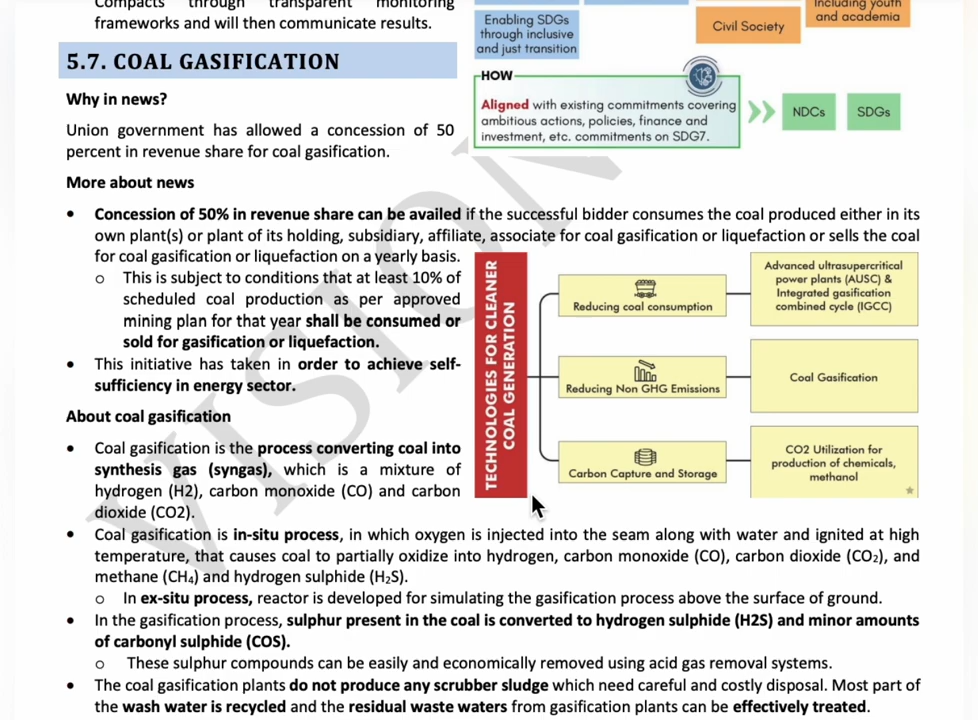 Compacts through transparent monitoring
frameworks and will then communicate results.
Enabling SDGs
through inclusive
and just transition
Civil Society
including youth
and academia
5.7. COAL GASIFICATION
HOW
Aligned with existing commitments covering
ambitious actions, policies, finance and
investment, etc. commitments on SDG7.
NDCs
SDGs
Why in news?
Union government has allowed a concession of 50
percent in revenue share for coal gasification.
More about news
• Concession of 50% in revenue share can be availed if the successful bidder consumes the coal produced either in its
own plant(s) or plant of its holding, subsidiary, affiliate, associate for coal gasification or liquefaction or sells the coal
for coal gasification or liquefaction on a yearly basis.
o This is subject to conditions that at least 10% of
scheduled coal production as per approved
mining plan for that year shall be consumed or
sold for gasification or liquefaction.
• This initiative has taken in order to achieve self-
sufficiency in energy sector.
TECHNOLOGIES FOR CLEANER
COAL GENERATION
Reducing coal consumption
Advanced ultrasupercritical
power plants (AUSC) &
Integrated gasification
combined cycle (IGCC)
Reducing Non GHG Emissions
Coal Gasification
Carbon Capture and Storage
CO2 Utilization for
production of chemicals,
methanol
About coal gasification
• Coal gasification is the process converting coal into
synthesis gas (syngas), which is a mixture of
hydrogen (H2), carbon monoxide (CO) and carbon
dioxide (CO2).
• Coal gasification is in-situ process, in which oxygen is injected into the seam along with water and ignited at high
temperature, that causes coal to partially oxidize into hydrogen, carbon monoxide (CO), carbon dioxide (CO₂), and
methane (CH₄) and hydrogen sulphide (H₂S).
o In ex-situ process, reactor is developed for simulating the gasification process above the surface of ground.
• In the gasification process, sulphur present in the coal is converted to hydrogen sulphide (H2S) and minor amounts
of carbonyl sulphide (COS).
o These sulphur compounds can be easily and economically removed using acid gas removal systems.
• The coal gasification plants do not produce any scrubber sludge which need careful and costly disposal. Most part of
the wash water is recycled and the residual waste waters from gasification plants can be effectively treated.
VISION